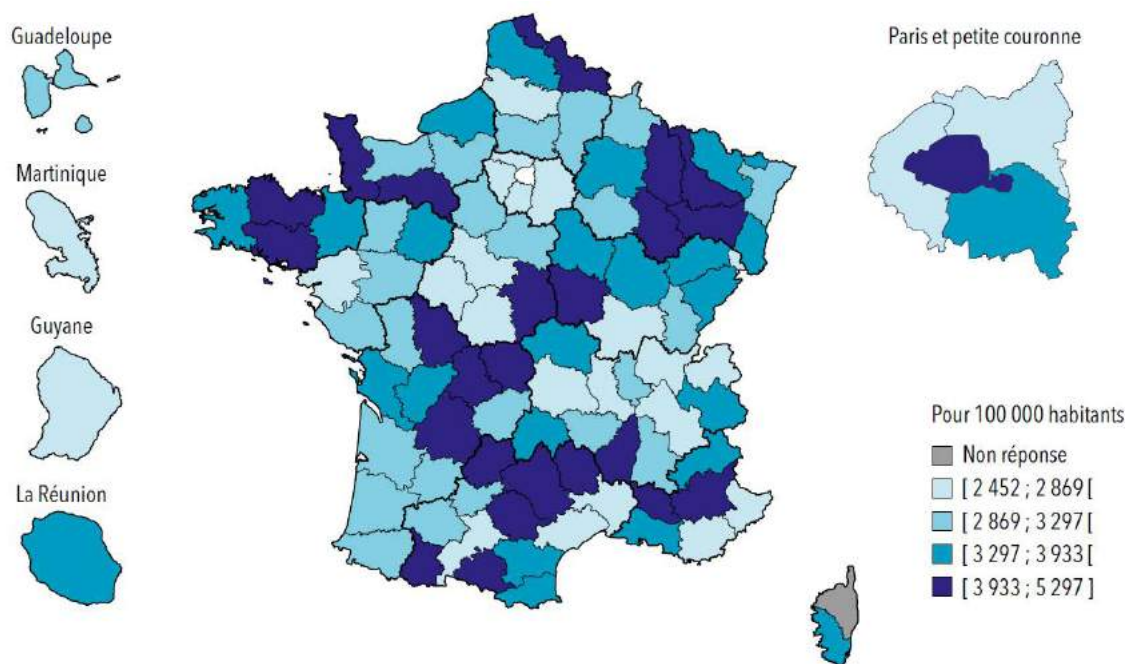 Guadeloupe
Martinique
Guyane
La Réunion
Paris et petite couronne
Pour 100 000 habitants
Non réponse
[ 2 452 ; 2 869 [
[ 2 869 ; 3 297 [
[ 3 297 ; 3 933 [
[ 3 933 ; 5 297 ]